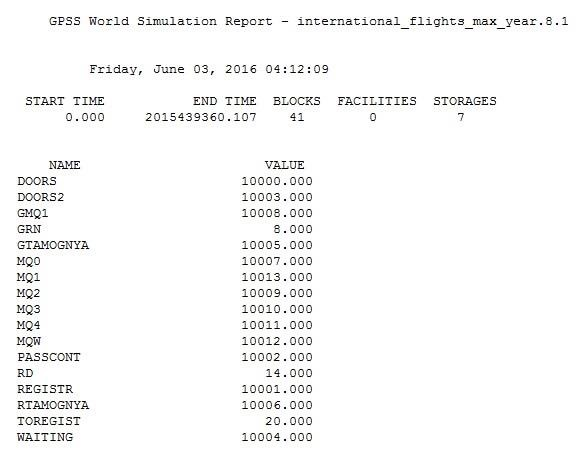 GPSS World Simulation Report - international_flights_max_year.8.1
Friday, June 03, 2016 04:12:09
START TIME END TIME BLOCKS FACILITIES STORAGES
0.000 2015439360.107 41 0 7
NAME VALUE
DOORS 10000.000
DOORS2 10003.000
GMQ1 10008.000
GRN 8.000
GTAMOGNYA 10005.000
MQ0 10007.000
MQ1 10013.000
MQ2 10009.000
MQ3 10010.000
MQ4 10011.000
MQW 10012.000
PASSCONT 10002.000
RD 14.000
REGISTR 10001.000
RTAMOGNYA 10006.000
TOREGIST 20.000
WAITING 10004.000